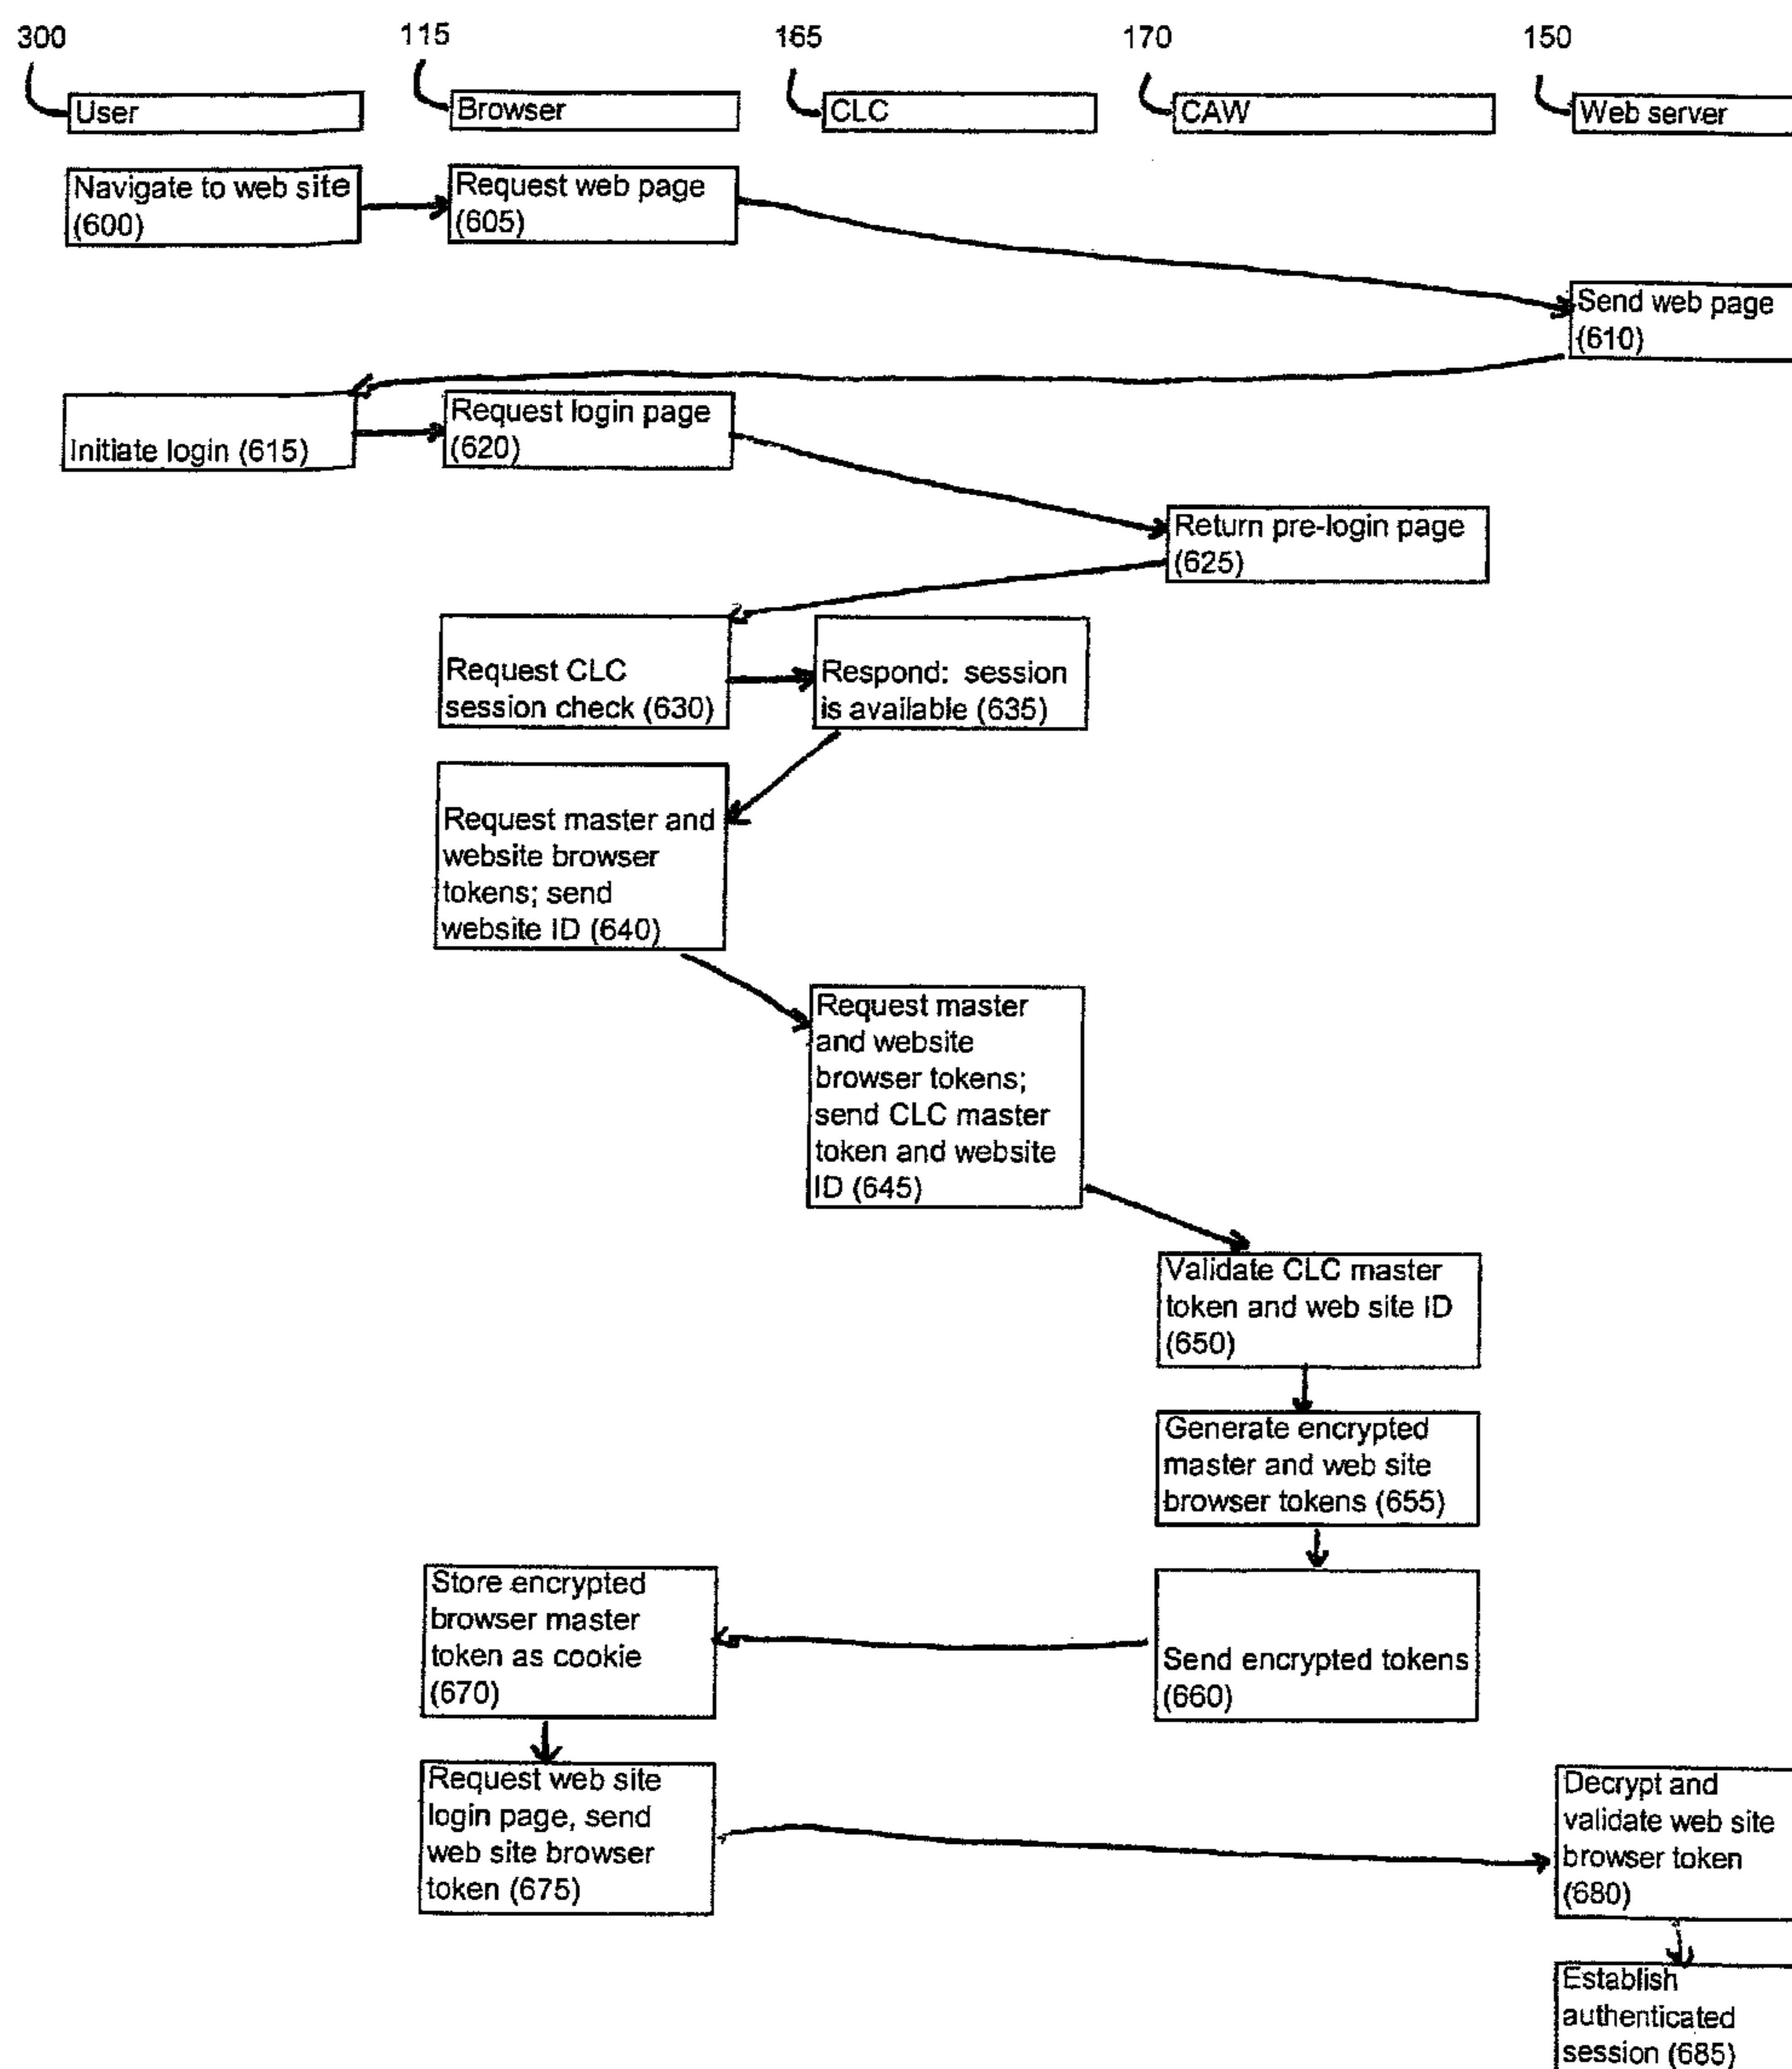 300
115
165
170
150
User
Browser
CLC
CAW
Web server
Navigate to web site
(600)
Request web page
(605)
Send web page
(610)
Initiate login (615)
Request login page
(620)
Return pre-login page
(625)
Request CLC
session check (630)
Respond: session
is available (635)
Request master and
website browser
tokens; send
website ID (640)
Request master
and website
browser tokens;
send CLC master
token and website
ID (645)
Validate CLC master
token and web site ID
(650)
Generate encrypted
master and web site
browser tokens (655)
Send encrypted tokens
(660)
Store encrypted
browser master
token as cookie
(670)
Request web site
login page, send
web site browser
token (675)
Decrypt and
validate web site
browser token
(680)
Establish
authenticated
session (685)